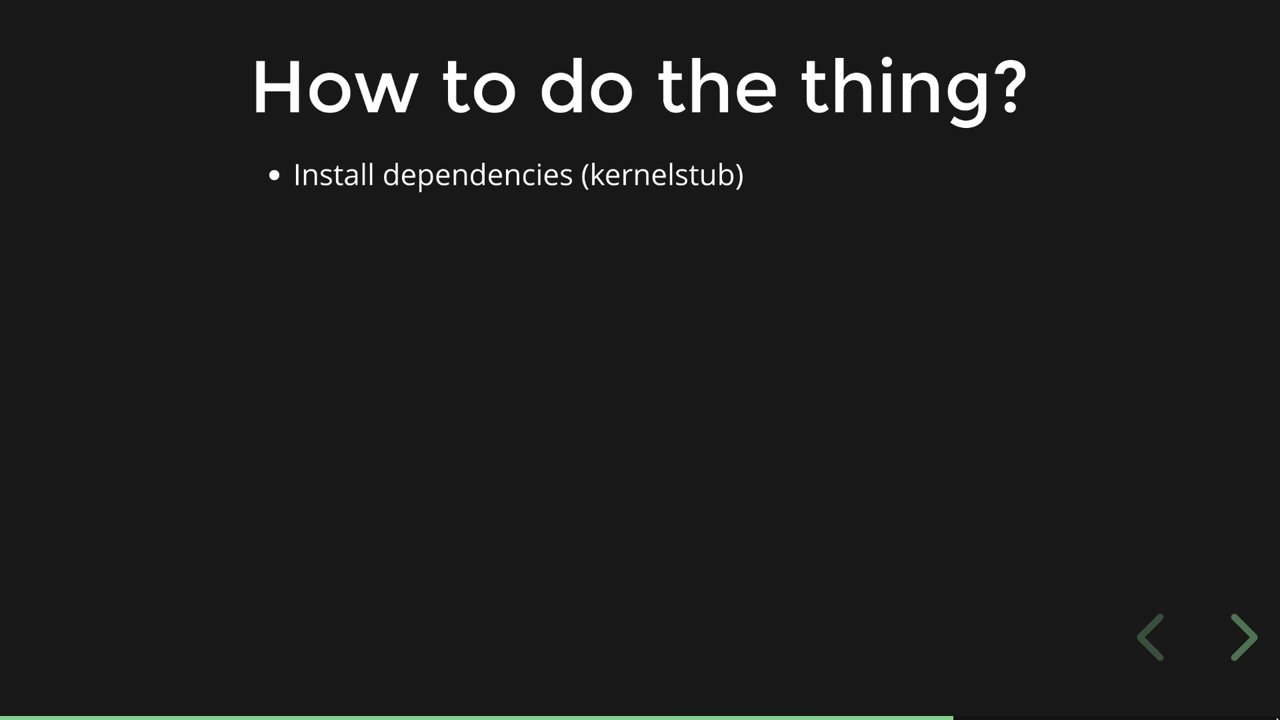 How to do the thing?
• Install dependencies (kernelstub)